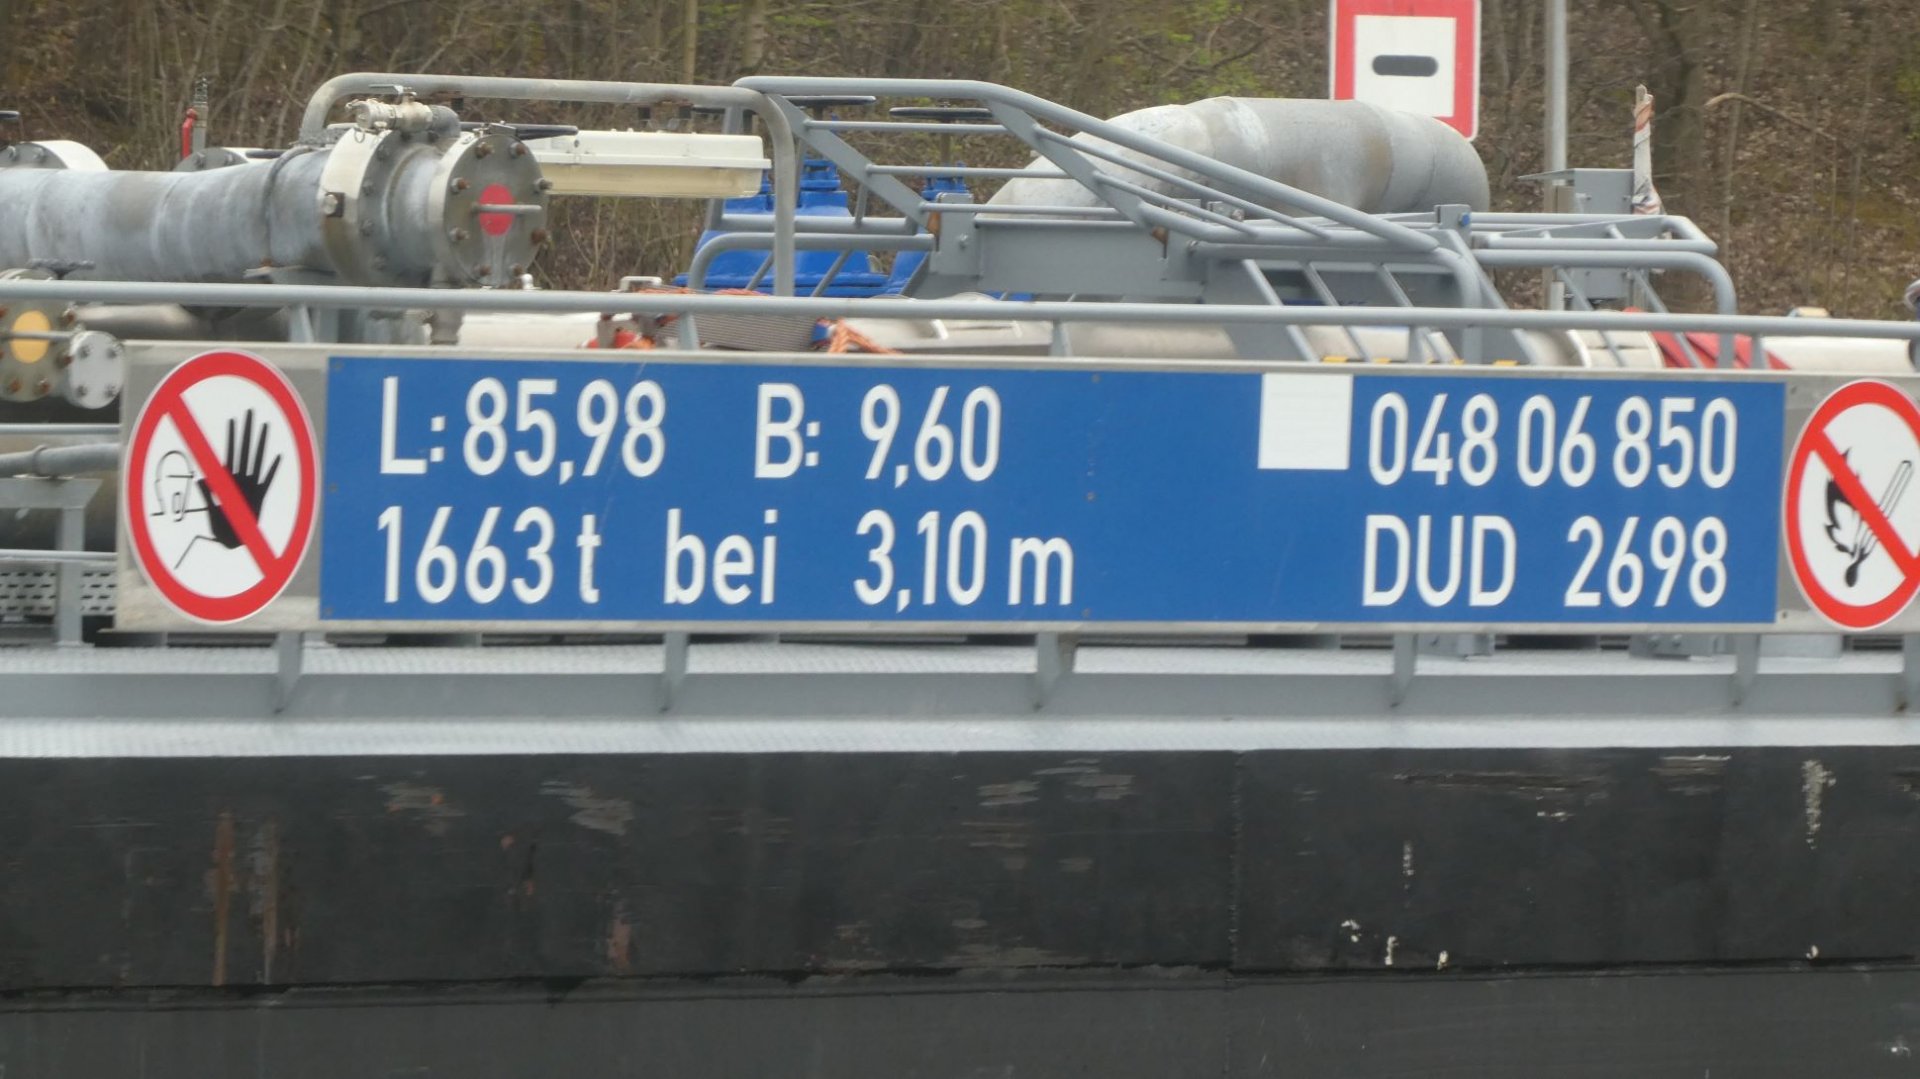 L: 85,98 B: 9,60 048 06 850
1663 t bei 3,10 m DUD 2698